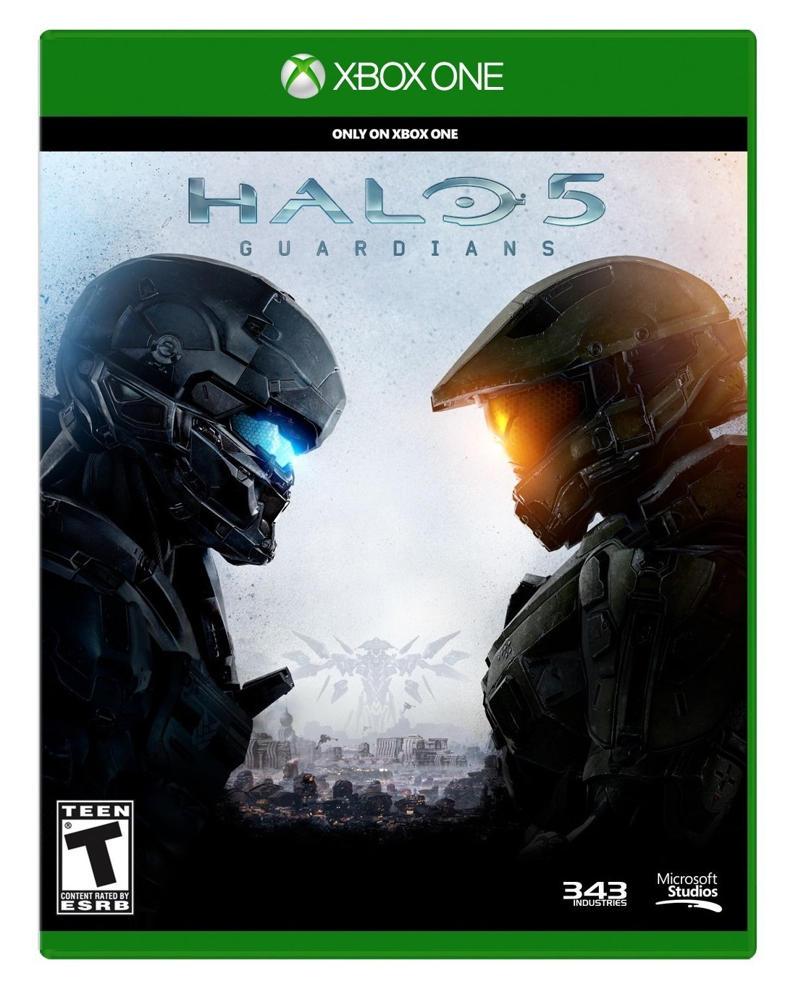 XBOX ONE
ONLY ON XBOX ONE
HALO 5
GUARDIANS
TEEN
T
®
CONTENT RATED BY
ESRB
343
INDUSTRIES
Microsoft
Studios